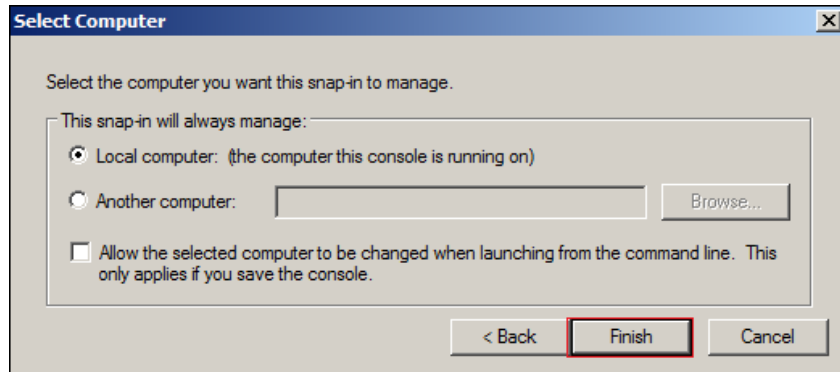 Select Computer
Select the computer you want this snap-in to manage.
This snap-in will always manage:
Local computer: (the computer this console is running on)
Another computer:
Browse...
Allow the selected computer to be changed when launching from the command line. This
only applies if you save the console.
< Back
Finish
Cancel